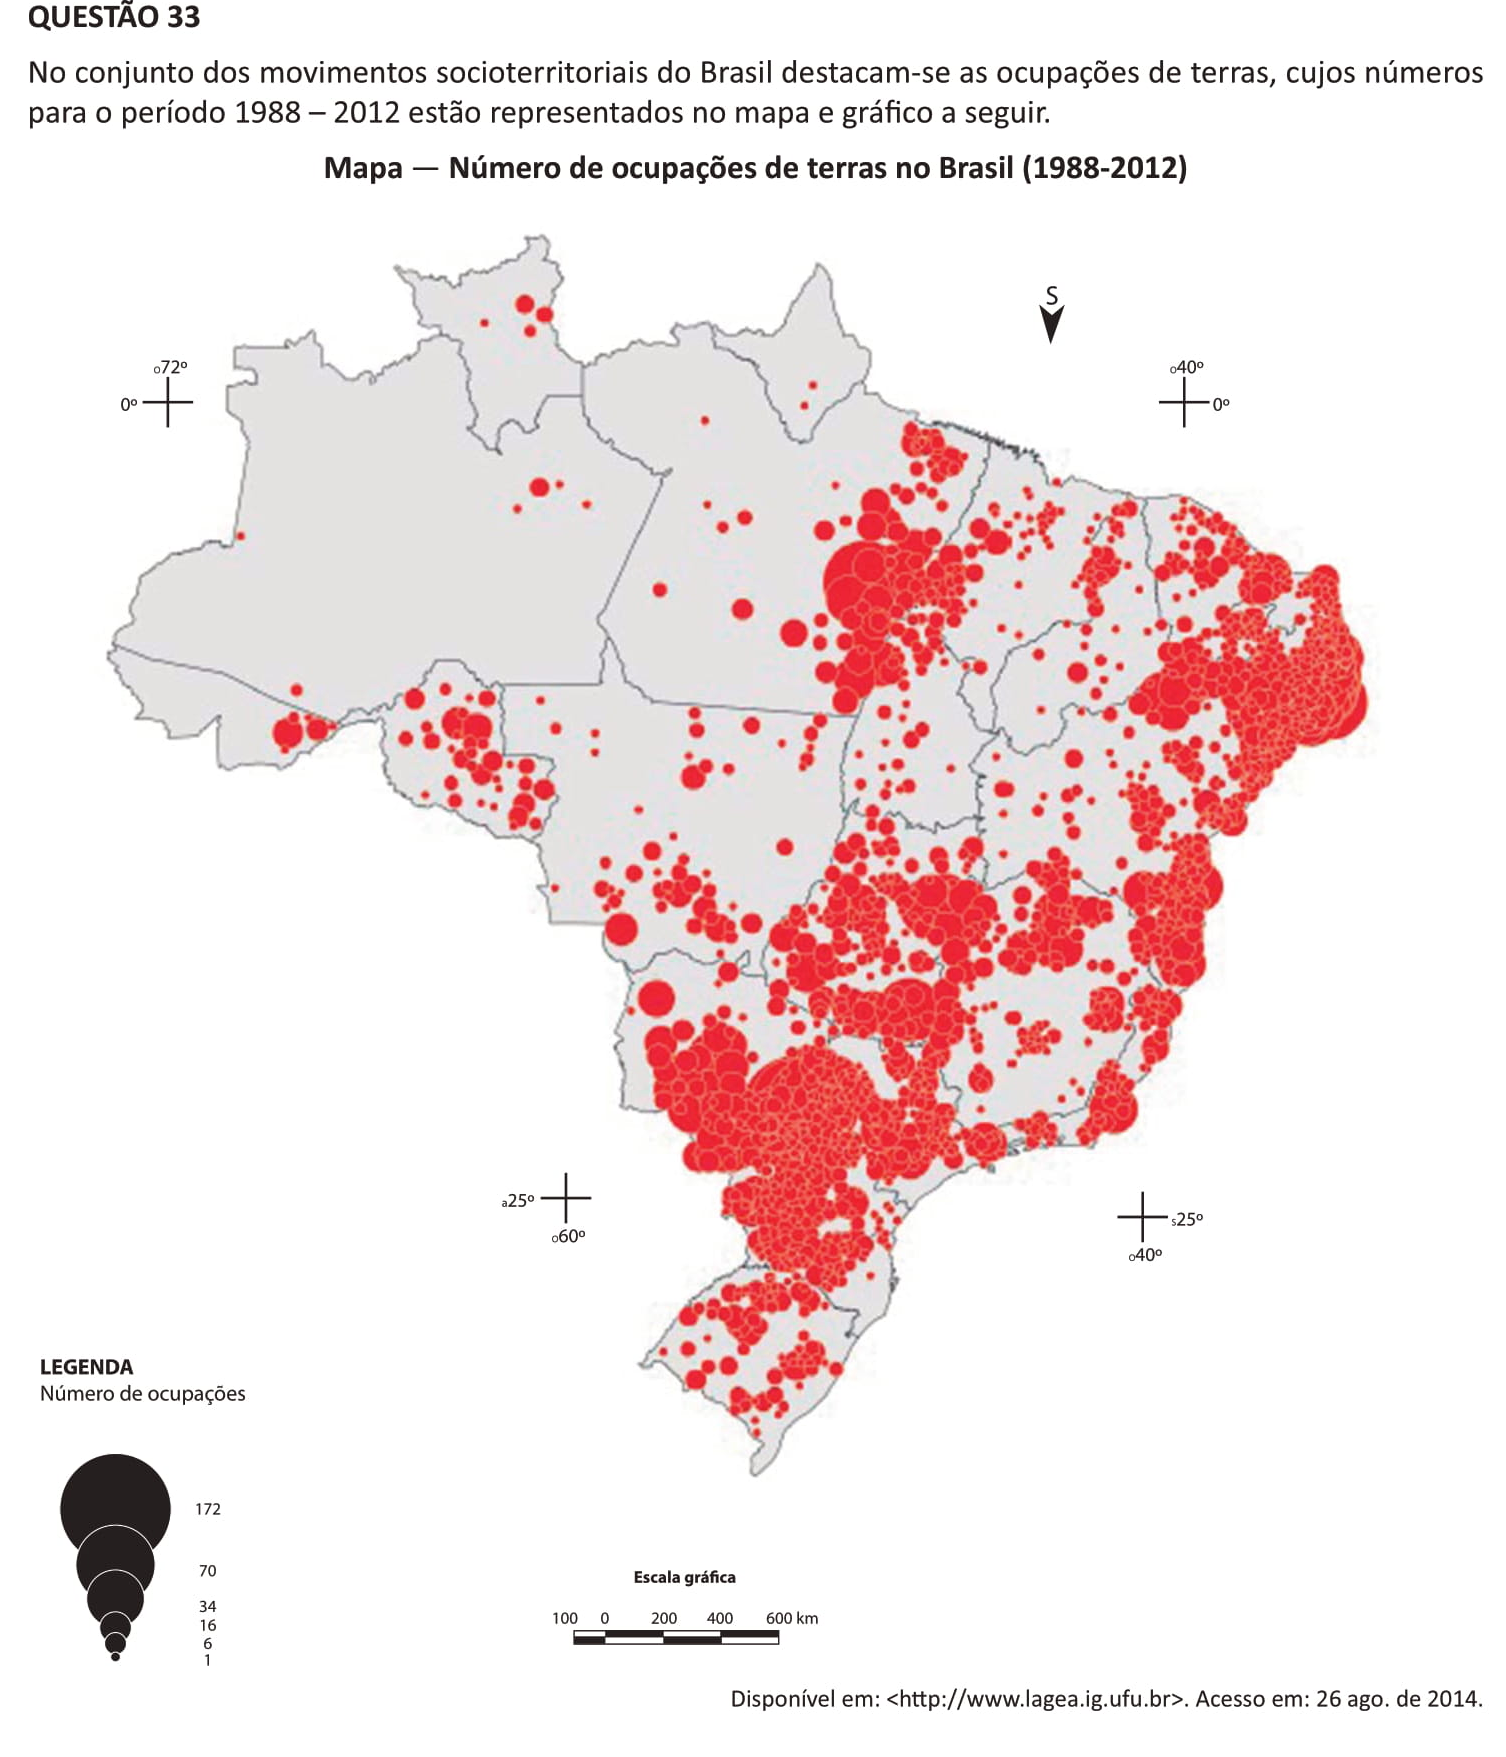 QUESTÃO 33
No conjunto dos movimentos socioterritoriais do Brasil destacam-se as ocupações de terras, cujos números
para o período 1988 – 2012 estão representados no mapa e gráfico a seguir.
Mapa — Número de ocupações de terras no Brasil (1988-2012)
S
o72º
0º
o40º
0º
a25º
o60º
s25º
o40º
LEGENDA
Número de ocupações
172
70
34
16
6
1
Escala gráfica
100 0 200 400 600 km
Disponível em: <http://www.lagea.ig.ufu.br>. Acesso em: 26 ago. de 2014.